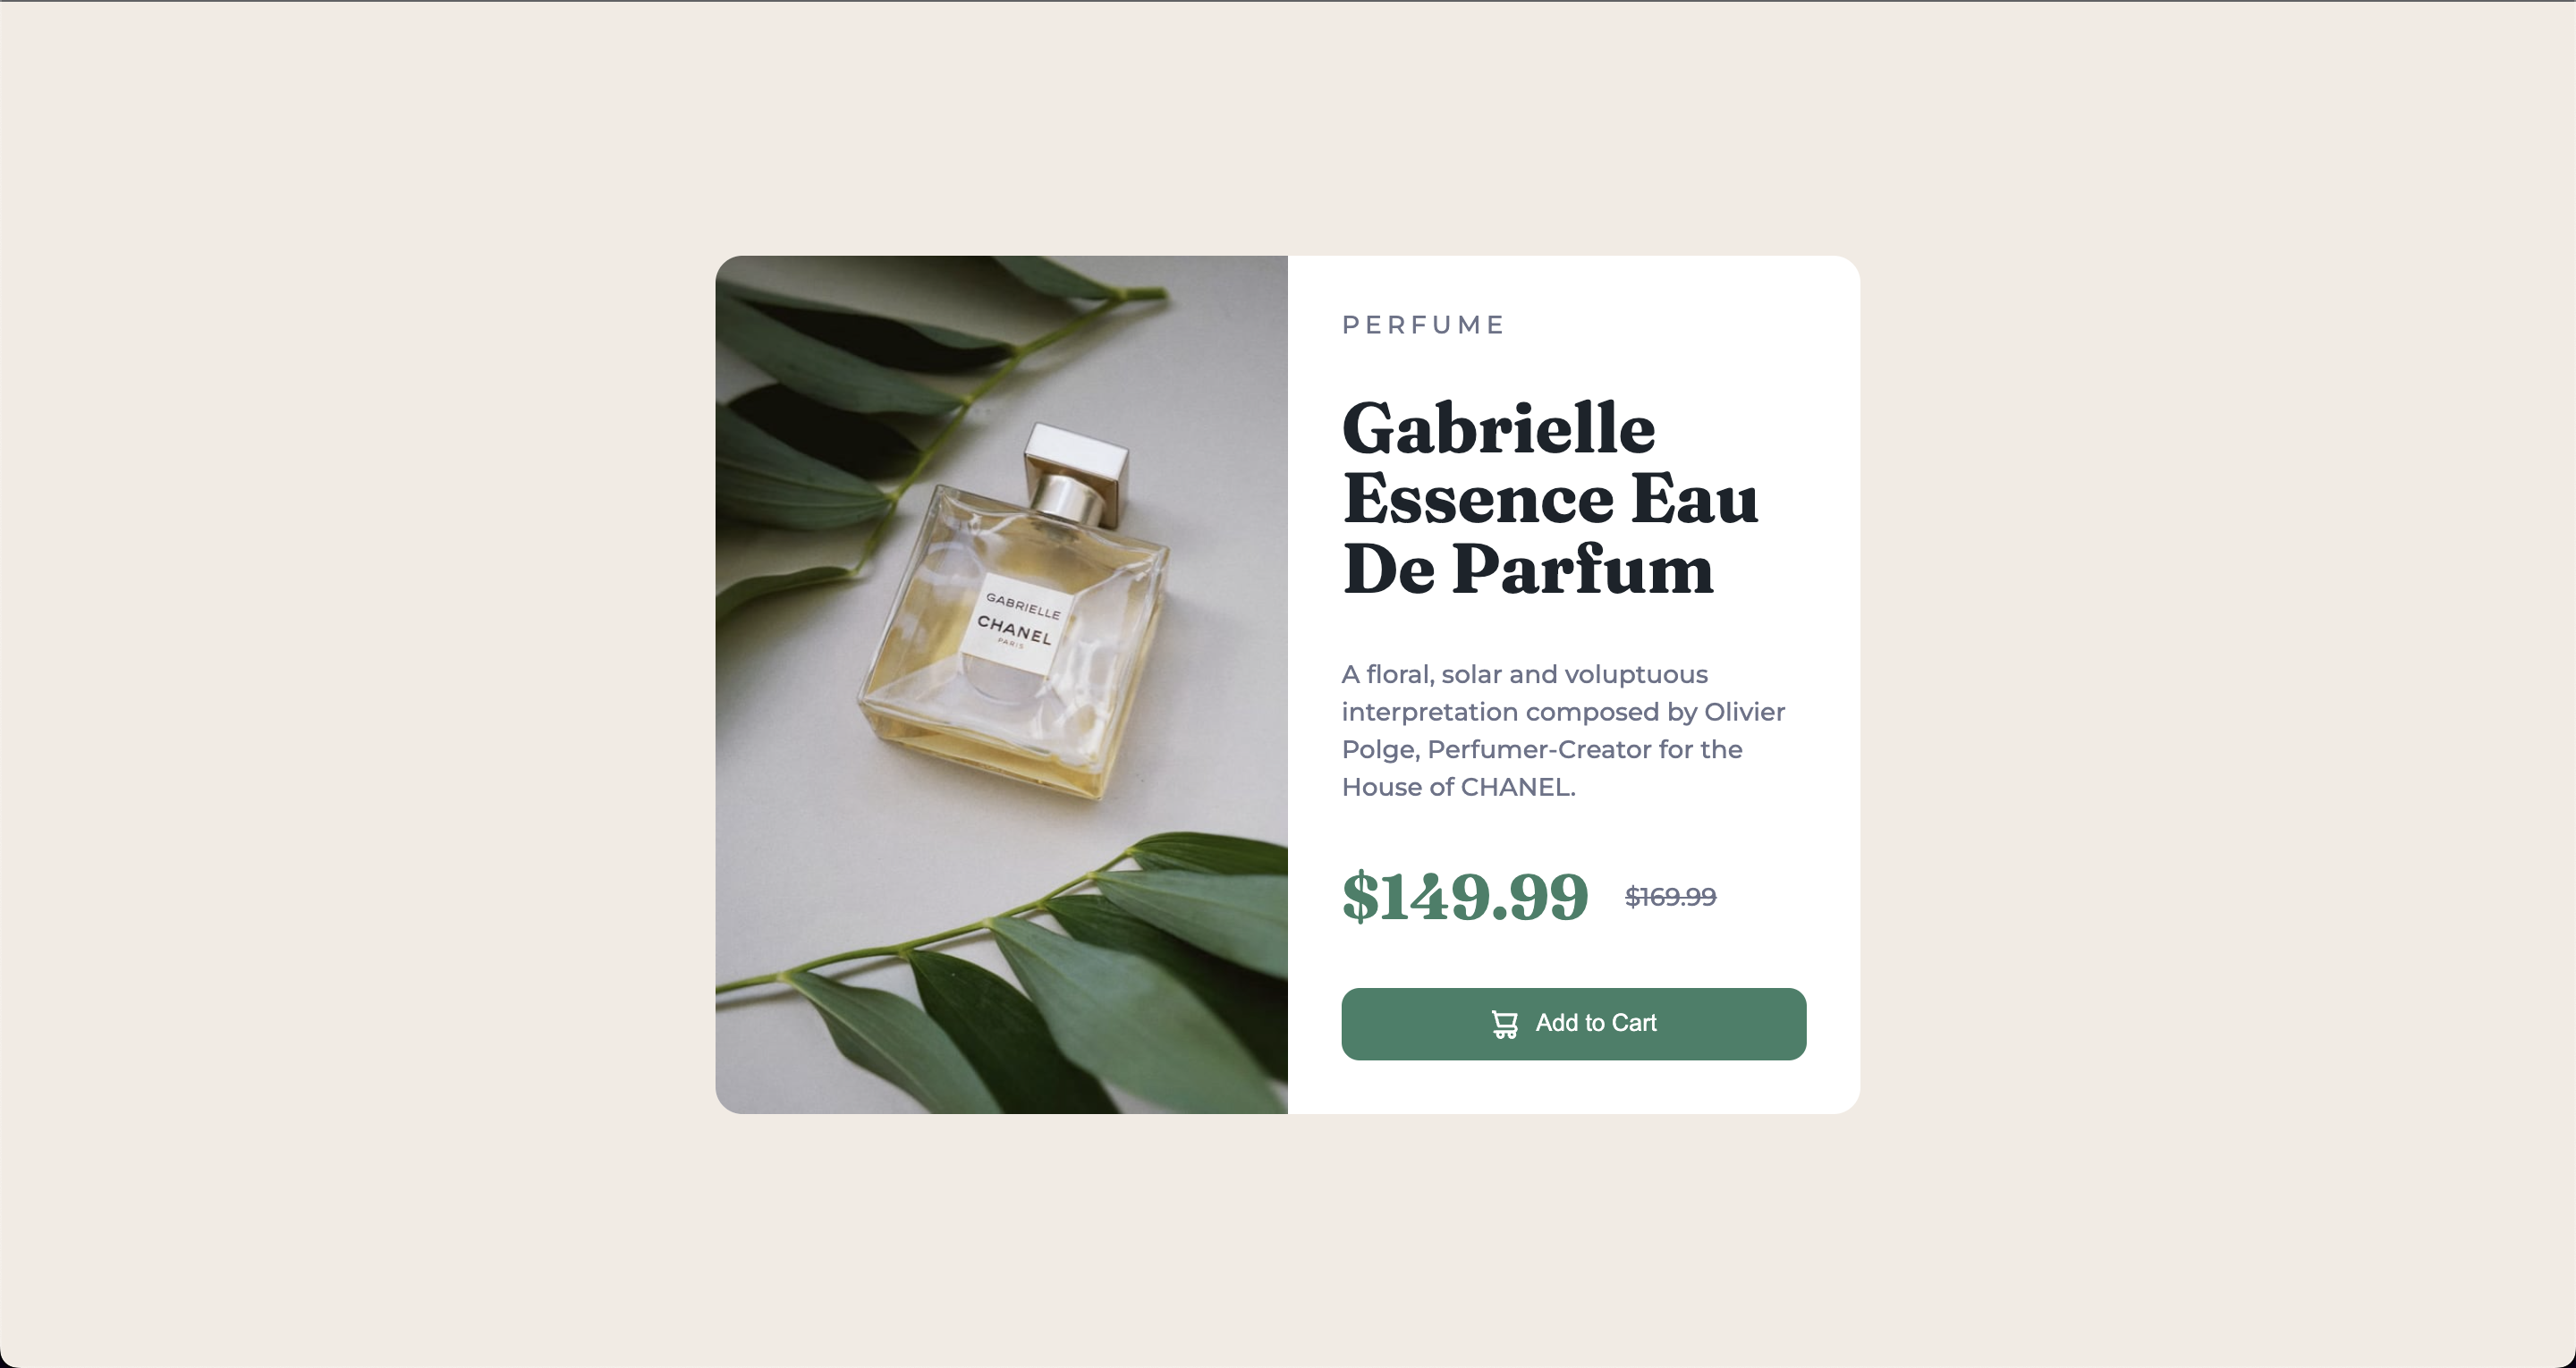 GABRIELLE
CHANEL
PARIS
PERFUME
Gabrielle
Essence Eau
De Parfum
A floral, solar and voluptuous
interpretation composed by Olivier
Polge, Perfumer-Creator for the
House of CHANEL.
$149.99 $169.99
Add to Cart